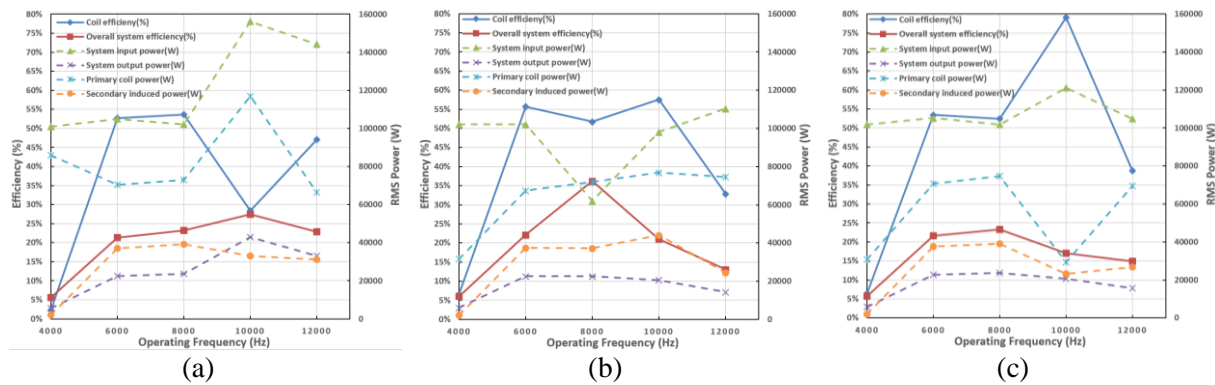 80%
75%
70%
65%
60%
55%
50%
45%
40%
35%
30%
25%
20%
15%
10%
5%
0%
Efficiency (%)
Coil efficieny(%)
Overall system efficiency(%)
System input power(W)
System output power(W)
Primary coil power(W)
Secondary induced power(W)
160000
140000
120000
100000
80000
60000
40000
20000
0
RMS Power (W)
4000 6000 8000 10000 12000
Operating Frequency (Hz)
(a)
80%
75%
70%
65%
60%
55%
50%
45%
40%
35%
30%
25%
20%
15%
10%
5%
0%
Efficiency (%)
Coil efficieny(%)
Overall system efficiency(%)
System input power(W)
System output power(W)
Primary coil power(W)
Secondary induced power(W)
160000
140000
120000
100000
80000
60000
40000
20000
0
RMS Power (W)
4000 6000 8000 10000 12000
Operating Frequency (Hz)
(b)
80%
75%
70%
65%
60%
55%
50%
45%
40%
35%
30%
25%
20%
15%
10%
5%
0%
Efficiency (%)
Coil efficieny(%)
Overall system efficiency(%)
System input power(W)
System output power(W)
Primary coil power(W)
Secondary induced power(W)
160000
140000
120000
100000
80000
60000
40000
20000
0
RMS Power (W)
4000 6000 8000 10000 12000
Operating Frequency (Hz)
(c)